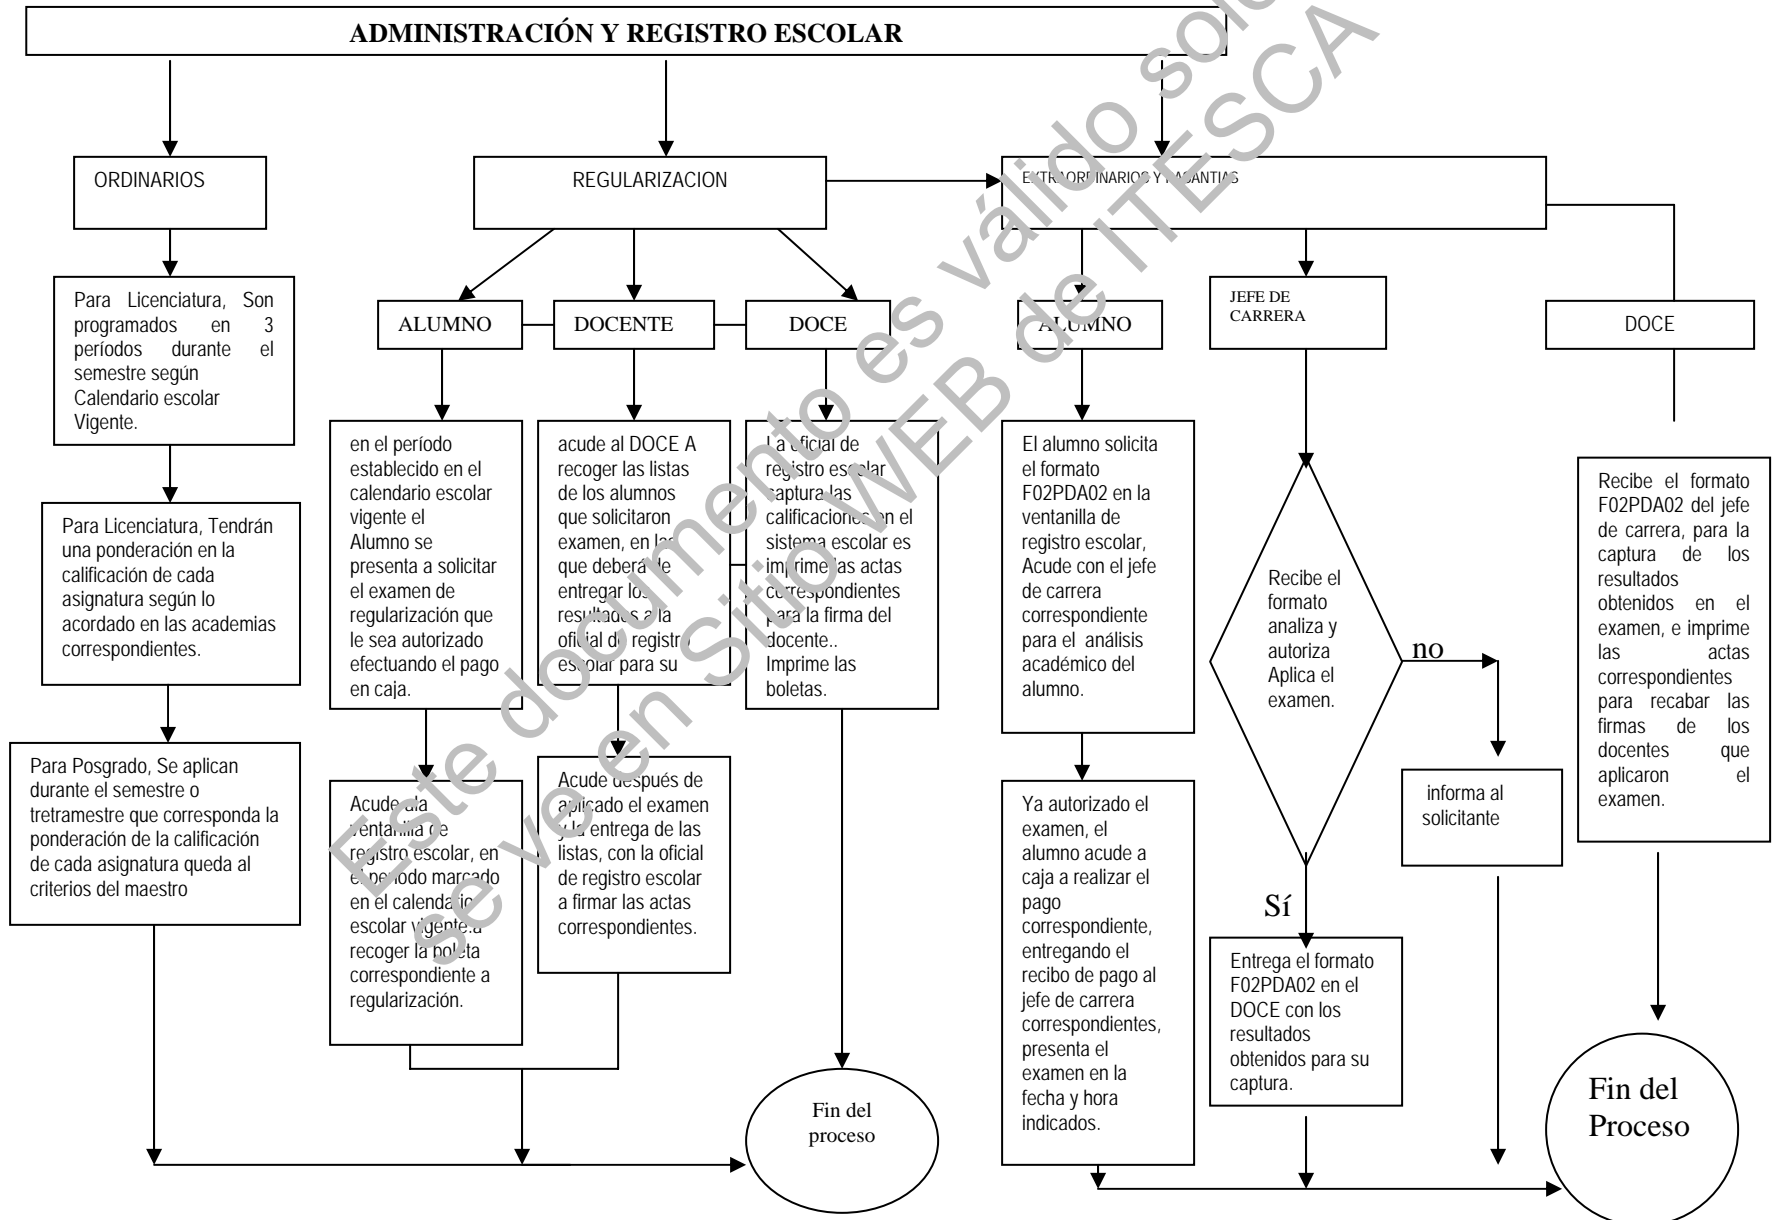 ADMINISTRACIÓN Y REGISTRO ESCOLAR
ORDINARIOS
REGULARIZACION
EXTRAORDINARIOS Y PASANTIAS
Para Licenciatura, Son
programados en 3
períodos durante el
semestre según
Calendario escolar
Vigente.
Para Licenciatura, Tendrán
una ponderación en la
calificación de cada
asignatura según lo
acordado en las academias
correspondientes.
Para Posgrado, Se aplican
durante el semestre o
tretramestre que corresponda la
ponderación de la calificación
de cada asignatura queda al
criterios del maestro
ALUMNO
en el período
establecido en el
calendario escolar
vigente el
Alumno se
presenta a solicitar
el examen de
regularización que
le sea autorizado
efectuando el pago
en caja.
Acude ala
ventanilla de
registro escolar, en
el período marcado
en el calendario
escolar vigente.a
recoger la boleta
correspondiente a
regularización.
DOCENTE
acude al DOCE A
recoger las listas
de los alumnos
que solicitaron
examen, en las
que deberá de
entregar los
resultados a la
oficial de registro
escolar para su
Acude después de
aplicado el examen
y la entrega de las
listas, con la oficial
de registro escolar
a firmar las actas
correspondientes.
DOCE
La oficial de
registro escolar
captura las
calificaciones en el
sistema escolar es
imprime las actas
correspondientes
para la firma del
docente..
Imprime las
boletas.
Fin del
proceso
ALUMNO
El alumno solicita
el formato
F02PDA02 en la
ventanilla de
registro escolar,
Acude con el jefe
de carrera
correspondiente
para el análisis
académico del
alumno.
Ya autorizado el
examen, el
alumno acude a
caja a realizar el
pago
correspondiente,
entregando el
recibo de pago al
jefe de carrera
correspondientes,
presenta el
examen en la
fecha y hora
indicados.
JEFE DE
CARRERA
Recibe el
formato
analiza y
autoriza
Aplica el
examen.
no
informa al
solicitante
Sí
Entrega el formato
F02PDA02 en el
DOCE con los
resultados
obtenidos para su
captura.
DOCE
Recibe el formato
F02PDA02 del jefe
de carrera, para la
captura de los
resultados
obtenidos en el
examen, e imprime
las actas
correspondientes
para recabar las
firmas de los
docentes que
aplicaron el
examen.
Fin del
Proceso
Este documento es válido solo
se ve en Sitio WEB de ITESCA